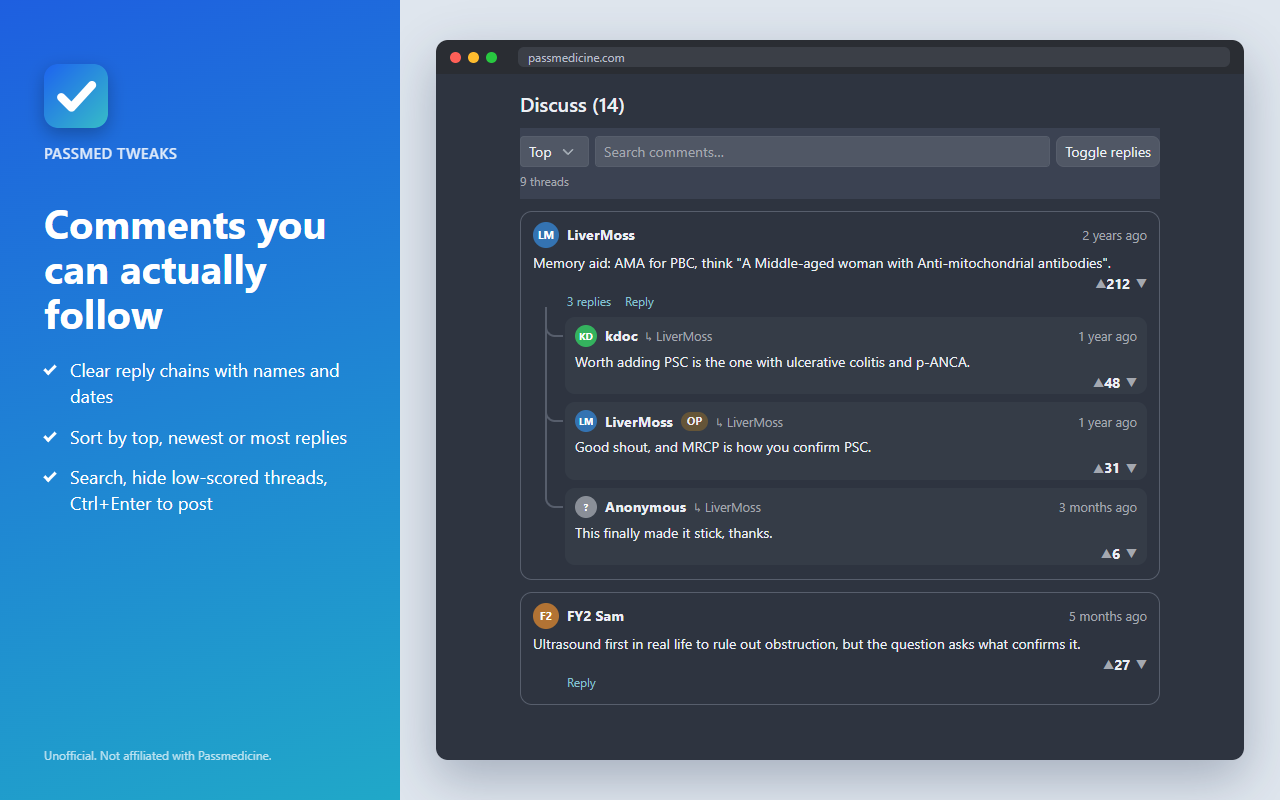 PASSMED TWEAKS
Comments you
can actually
follow
Clear reply chains with names and
dates
Sort by top, newest or most replies
Search, hide low-scored threads,
Ctrl+Enter to post
Unofficial. Not affiliated with Passmedicine.
passmedicine.com
Discuss (14)
Top Search comments... Toggle replies
9 threads
LM LiverMoss 2 years ago
Memory aid: AMA for PBC, think "A Middle-aged woman with Anti-mitochondrial antibodies".
▲212 ▼
3 replies Reply
KD kdoc ↳ LiverMoss 1 year ago
Worth adding PSC is the one with ulcerative colitis and p-ANCA.
▲48 ▼
LM LiverMoss OP ↳ LiverMoss 1 year ago
Good shout, and MRCP is how you confirm PSC.
▲31 ▼
? Anonymous ↳ LiverMoss 3 months ago
This finally made it stick, thanks.
▲6 ▼
F2 FY2 Sam 5 months ago
Ultrasound first in real life to rule out obstruction, but the question asks what confirms it.
▲27 ▼
Reply